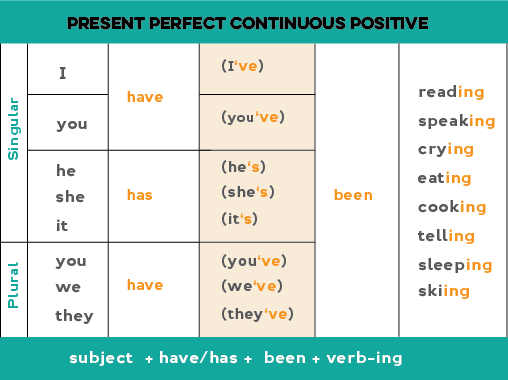 PRESENT PERFECT CONTINUOUS POSITIVE
Singular
I
you
have
(I've)
(you've)
he
she
it
has
(he's)
(she's)
(it's)
Plural
you
we
they
have
(you've)
(we've)
(they've)
been
reading
speaking
crying
eating
cooking
telling
sleeping
skiing
subject + have/has + been + verb-ing